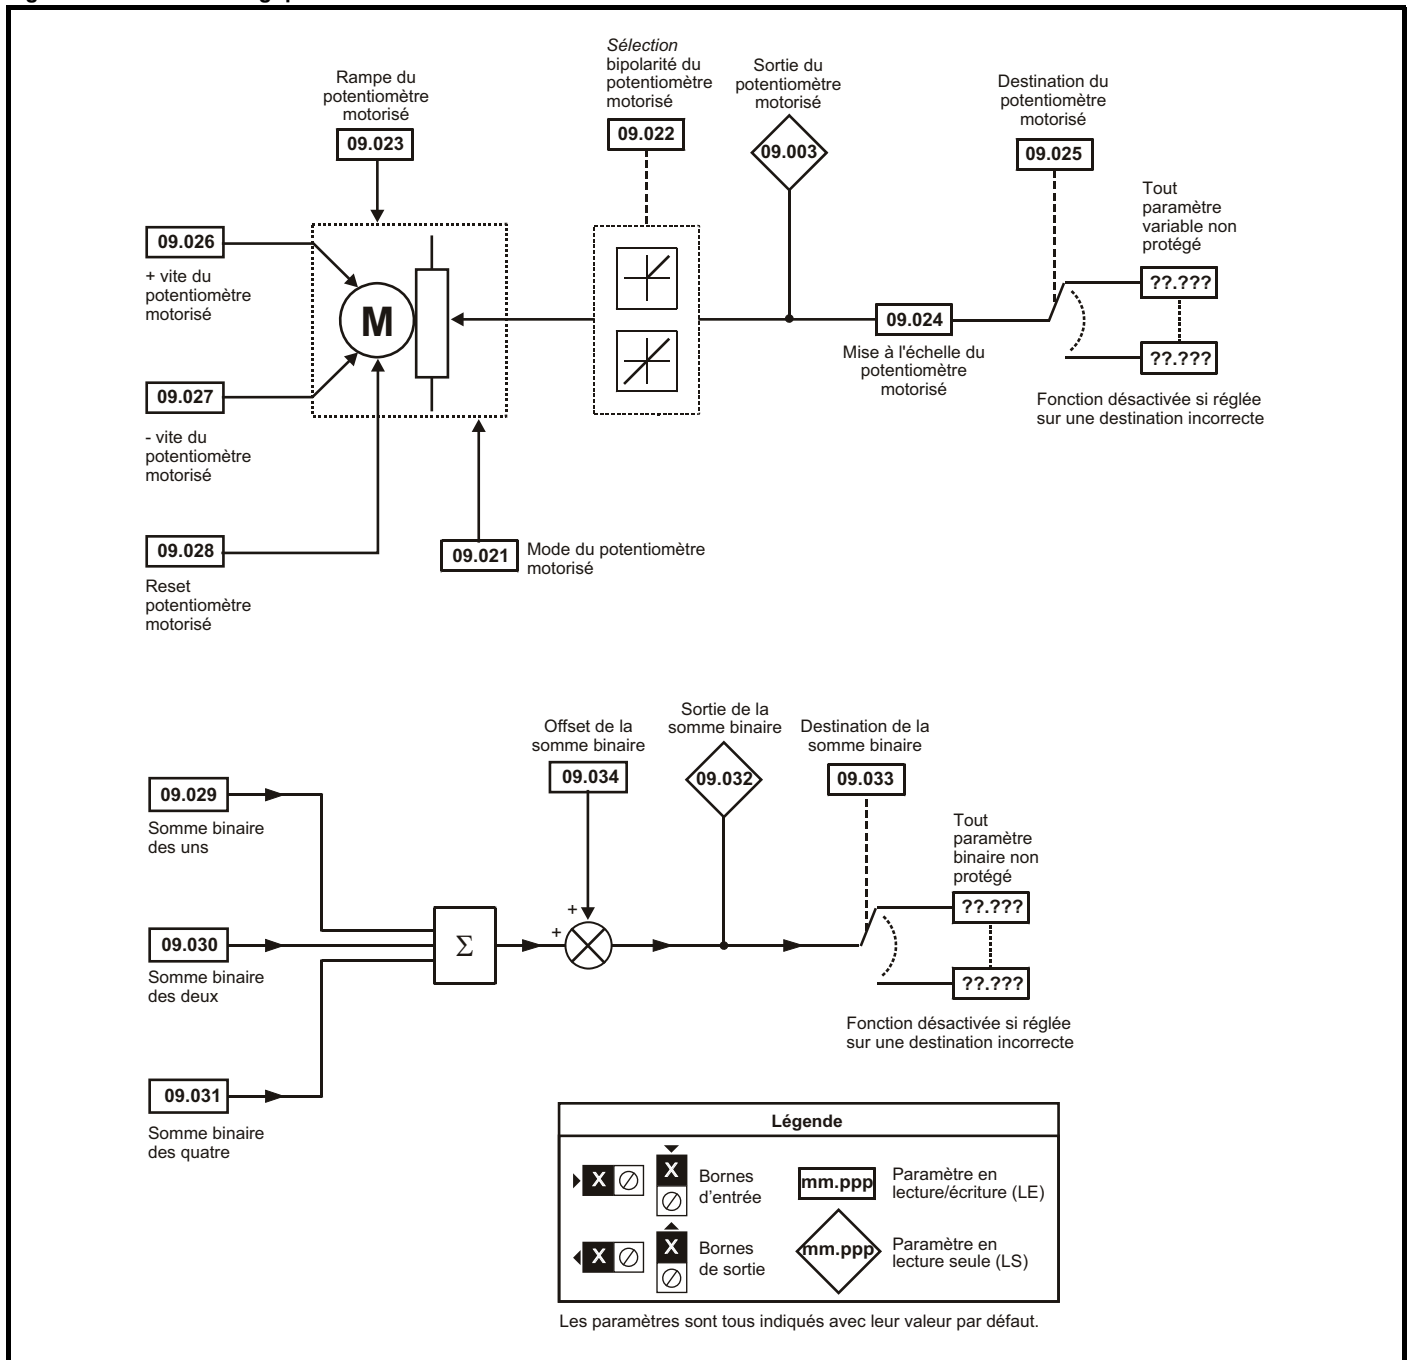 Rampe du
potentiomètre
motorisé
09.023
Sélection
bipolarité du
potentiomètre
motorisé
09.022
Sortie du
potentiomètre
motorisé
09.003
Destination du
potentiomètre
motorisé
09.025
Tout
paramètre
variable non
protégé
??.???
??.???
Fonction désactivée si réglée
sur une destination incorrecte
09.026
+ vite du
potentiomètre
motorisé
M
09.027
- vite du
potentiomètre
motorisé
09.024
Mise à l'échelle du
potentiomètre
motorisé
09.028
Reset
potentiomètre
motorisé
09.021
Mode du potentiomètre
motorisé
Offset de la
somme binaire
09.034
Sortie de la
somme binaire
09.032
Destination de la
somme binaire
09.033
Tout
paramètre
binaire non
protégé
??.???
??.???
Fonction désactivée si réglée
sur une destination incorrecte
09.029
Somme binaire
des uns
09.030
Somme binaire
des deux
09.031
Somme binaire
des quatre
Σ
+
+
Légende
X
X
Bornes
d'entrée
mm.ppp
Paramètre en
lecture/écriture (LE)
X
X
Bornes
de sortie
mm.ppp
Paramètre en
lecture seule (LS)
Les paramètres sont tous indiqués avec leur valeur par défaut.